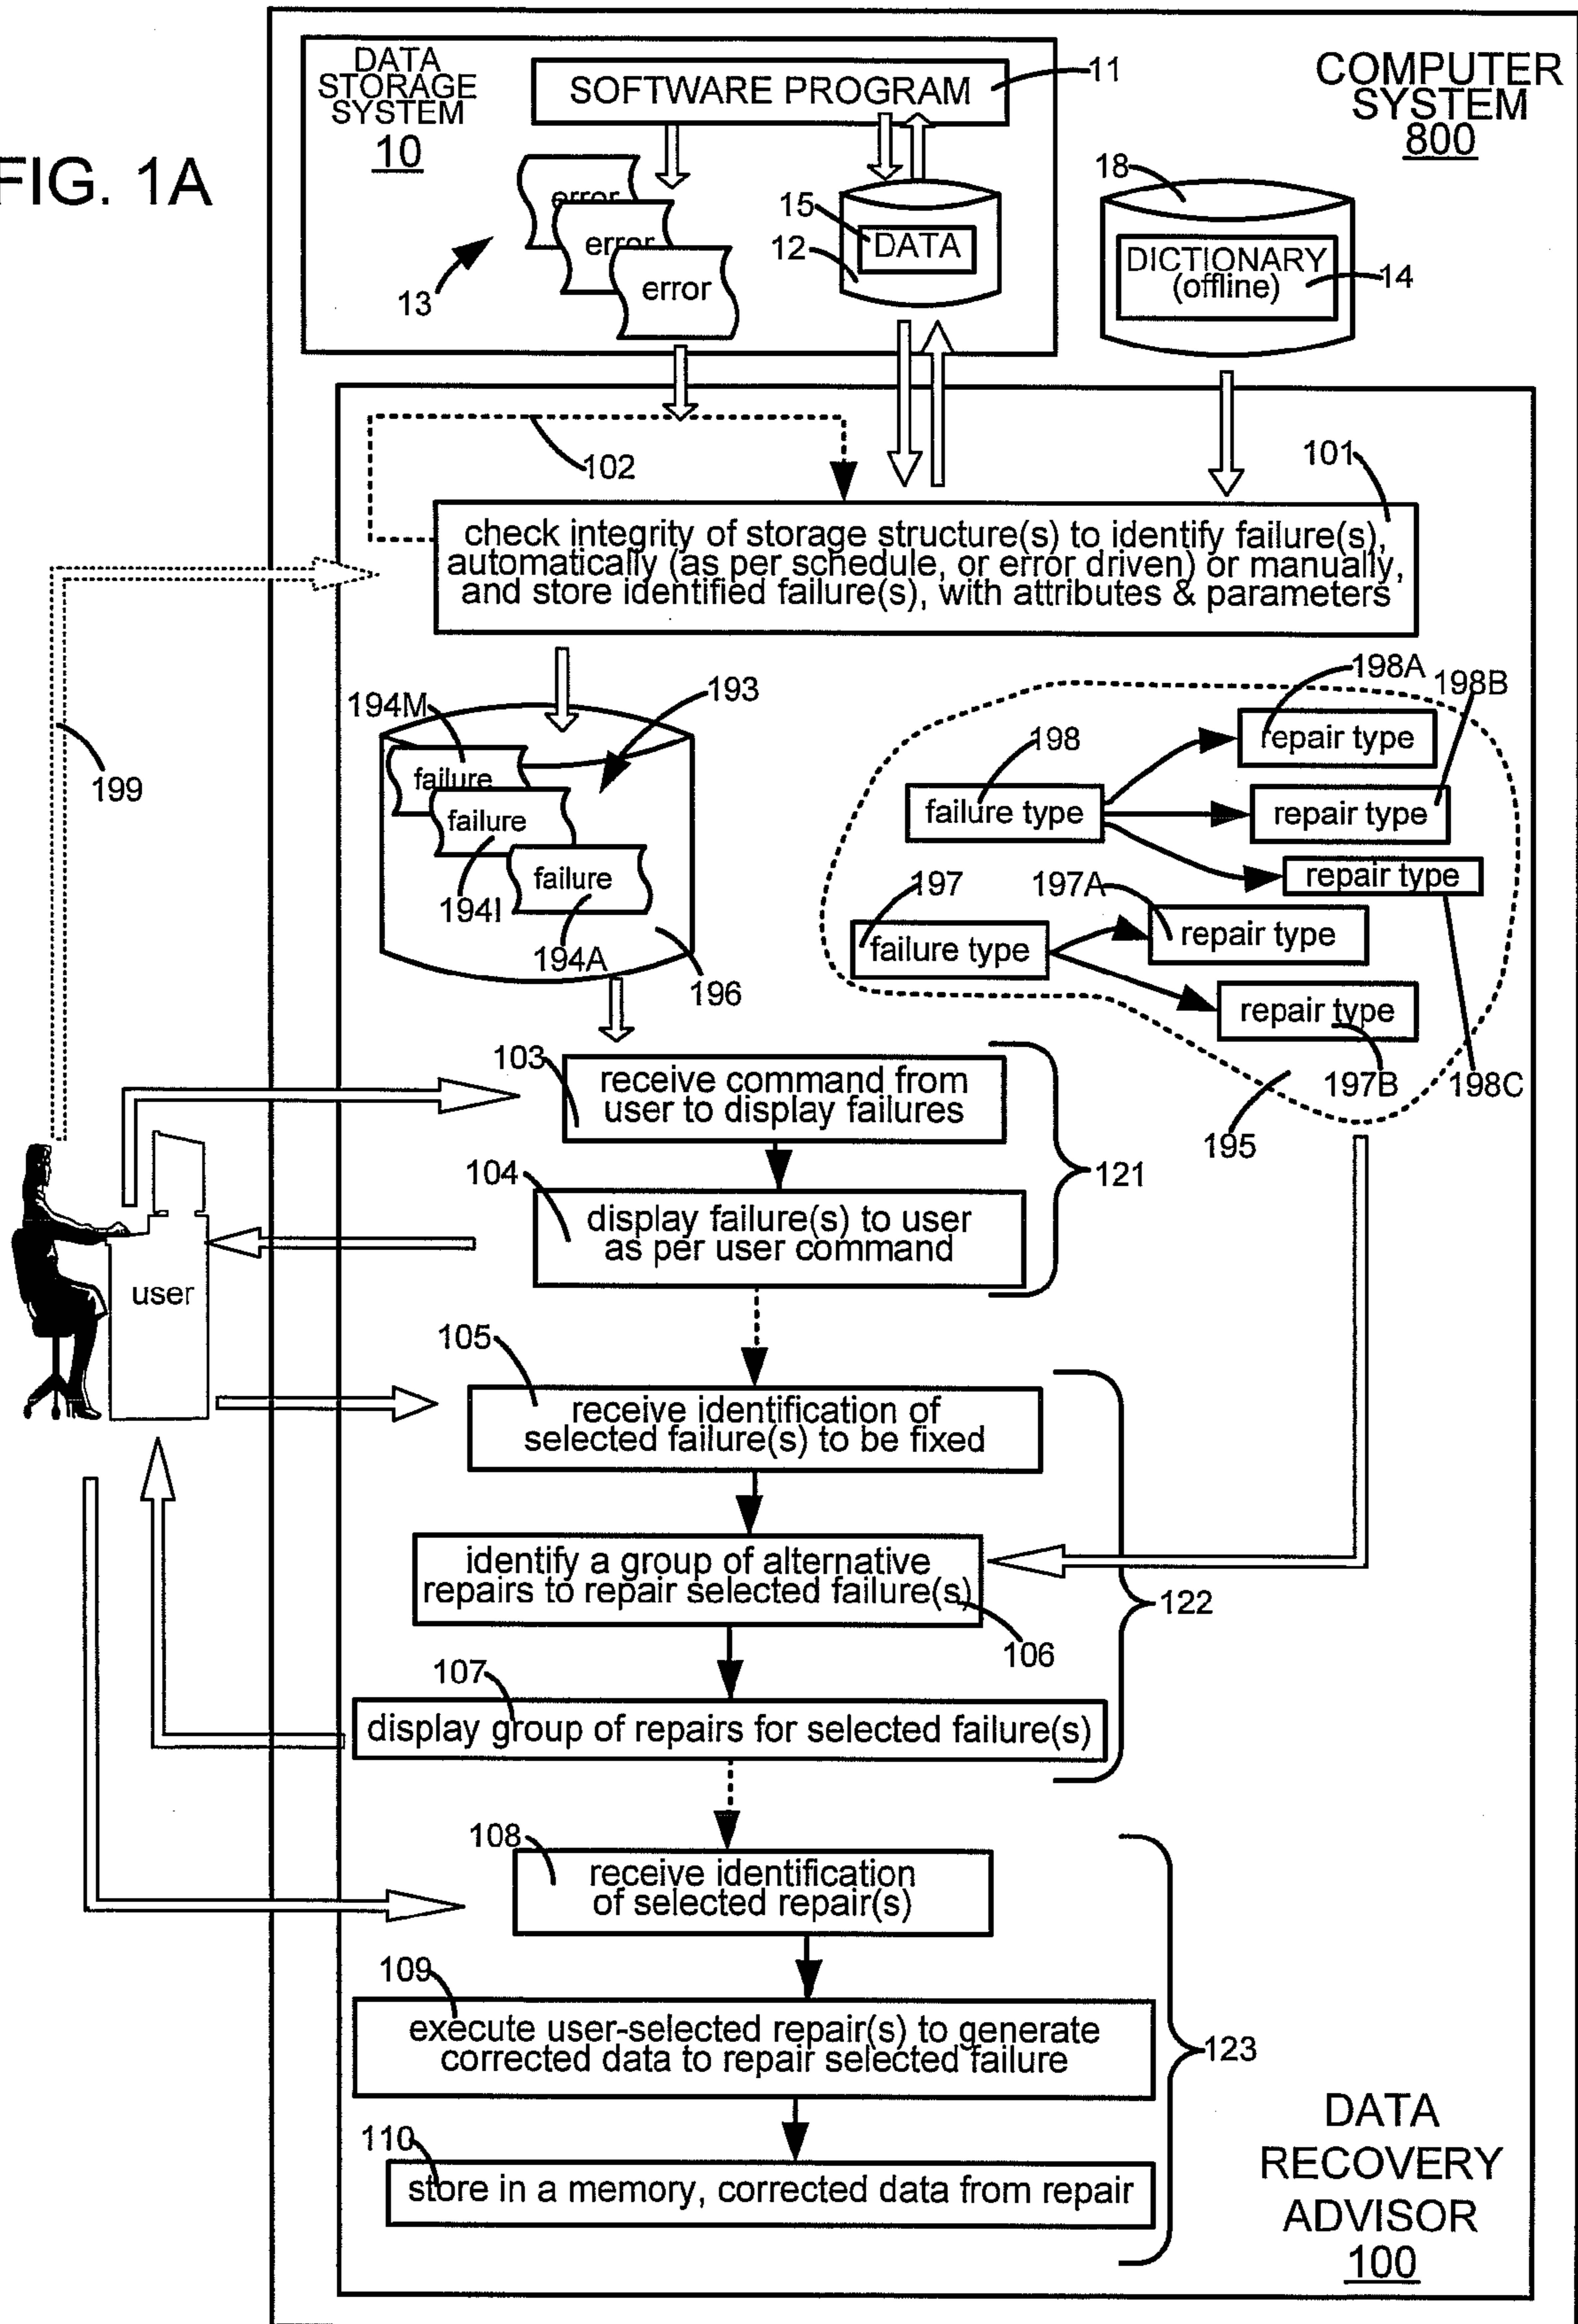 FIG. 1A
COMPUTER
SYSTEM
800
DATA
STORAGE
SYSTEM
10
SOFTWARE PROGRAM
11
error
error
error
13
15
DATA
12
18
DICTIONARY
(offline)
14
102
101
check integrity of storage structure(s) to identify failure(s),
automatically (as per schedule, or error driven) or manually,
and store identified failure(s), with attributes & parameters
199
194M
193
failure
failure
failure
194I
194A
196
198A
198B
198
repair type
failure type
repair type
repair type
197
197A
failure type
repair type
repair type
197B
198C
195
103
receive command from
user to display failures
121
104
display failure(s) to user
as per user command
user
105
receive identification of
selected failure(s) to be fixed
identify a group of alternative
repairs to repair selected failure(s)
106
122
107
display group of repairs for selected failure(s)
108
receive identification
of selected repair(s)
109
execute user-selected repair(s) to generate
corrected data to repair selected failure
123
110
store in a memory, corrected data from repair
DATA
RECOVERY
ADVISOR
100